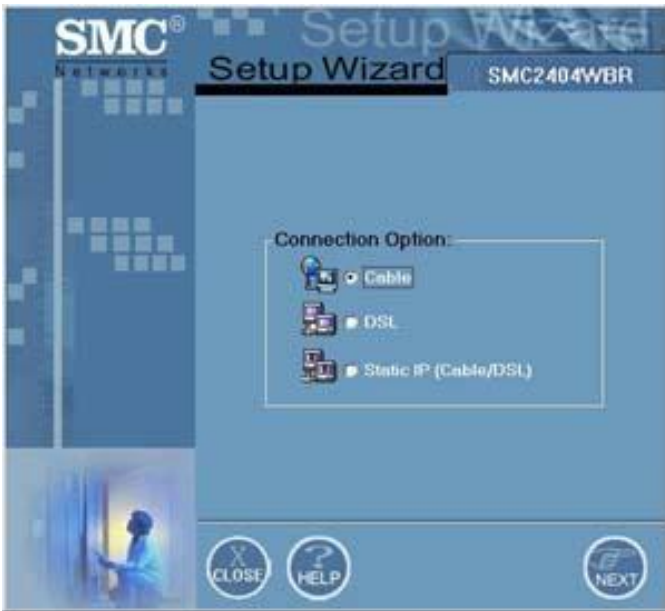 SMC®
Networks
Setup Wizard
Setup Wizard
SMC2404WBR
Connection Option:
Cable
DSL
Static IP (Cable/DSL)
CLOSE
HELP
NEXT